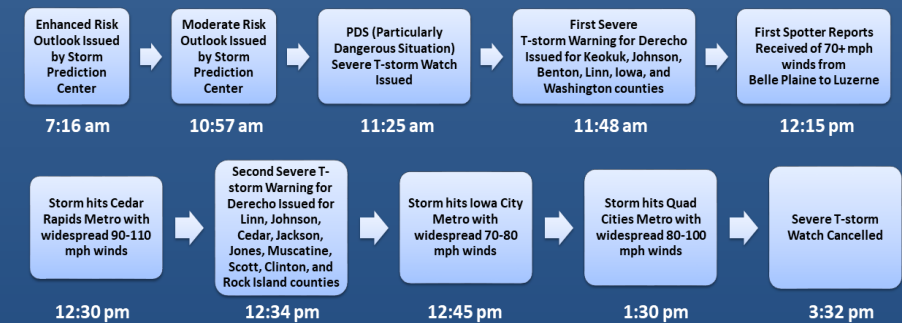 Enhanced Risk
Outlook Issued
by Storm
Prediction
Center
7:16 am
Moderate Risk
Outlook Issued
by Storm
Prediction
Center
10:57 am
PDS (Particularly
Dangerous Situation)
Severe T-storm Watch
Issued
11:25 am
First Severe
T-storm Warning for Derecho
Issued for Keokuk, Johnson,
Benton, Linn, Iowa, and
Washington counties
11:48 am
First Spotter Reports
Received of 70+ mph
winds from
Belle Plaine to Luzerne
12:15 pm
Storm hits Cedar
Rapids Metro with
widespread 90-110
mph winds
12:30 pm
Second Severe T-
storm Warning for
Derecho Issued for
Linn, Johnson,
Cedar, Jackson,
Jones, Muscatine,
Scott, Clinton, and
Rock Island counties
12:34 pm
Storm hits Iowa City
Metro with
widespread 70-80
mph winds
12:45 pm
Storm hits Quad
Cities Metro with
widespread 80-100
mph winds
1:30 pm
Severe T-storm
Watch Cancelled
3:32 pm